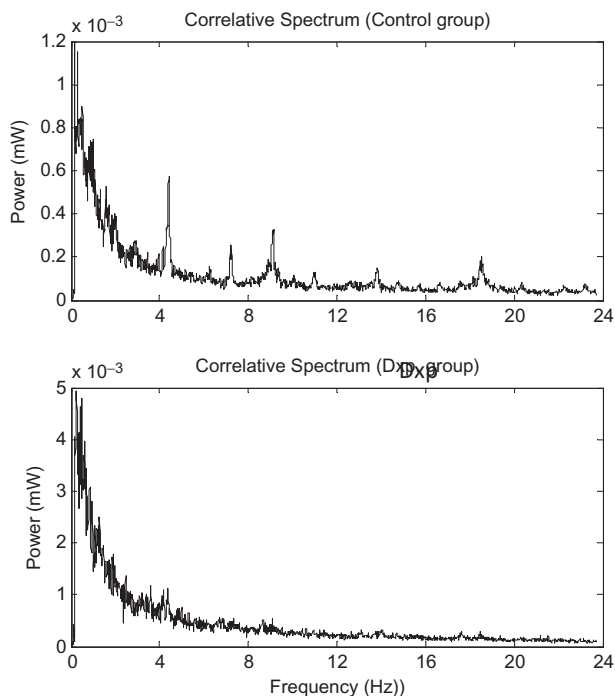 Correlative Spectrum (Control group)
x 10⁻³
1.2
1
0.8
0.6
0.4
0.2
0
Power (mW)
0 4 8 12 16 20 24
Correlative Spectrum (Dxp group)
Dxp
x 10⁻³
5
4
3
2
1
0
Power (mW)
0 4 8 12 16 20 24
Frequency (Hz))